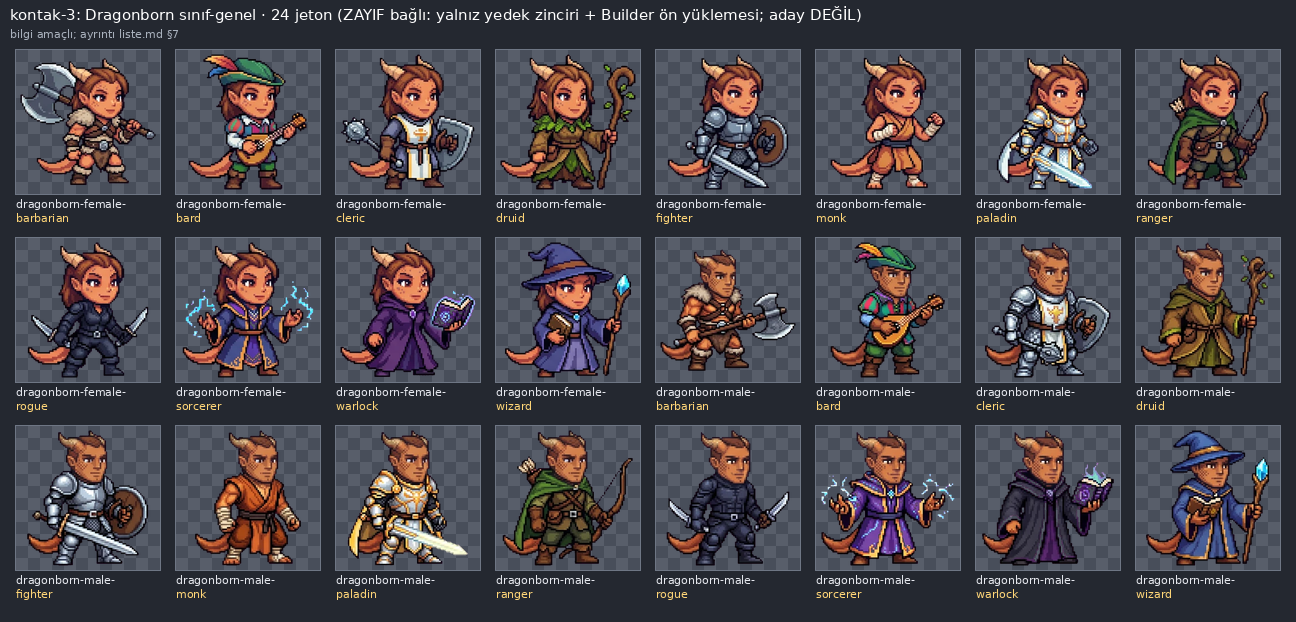 kontak-3: Dragonborn sınıf-genel · 24 jeton (ZAYIF bağlı: yalnız yedek zinciri + Builder ön yüklemesi; aday DEĞİL)
bilgi amaçlı; ayrıntı liste.md §7
dragonborn-female-
barbarian
dragonborn-female-
bard
dragonborn-female-
cleric
dragonborn-female-
druid
dragonborn-female-
fighter
dragonborn-female-
monk
dragonborn-female-
paladin
dragonborn-female-
ranger
dragonborn-female-
rogue
dragonborn-female-
sorcerer
dragonborn-female-
warlock
dragonborn-female-
wizard
dragonborn-male-
barbarian
dragonborn-male-
bard
dragonborn-male-
cleric
dragonborn-male-
druid
dragonborn-male-
fighter
dragonborn-male-
monk
dragonborn-male-
paladin
dragonborn-male-
ranger
dragonborn-male-
rogue
dragonborn-male-
sorcerer
dragonborn-male-
warlock
dragonborn-male-
wizard